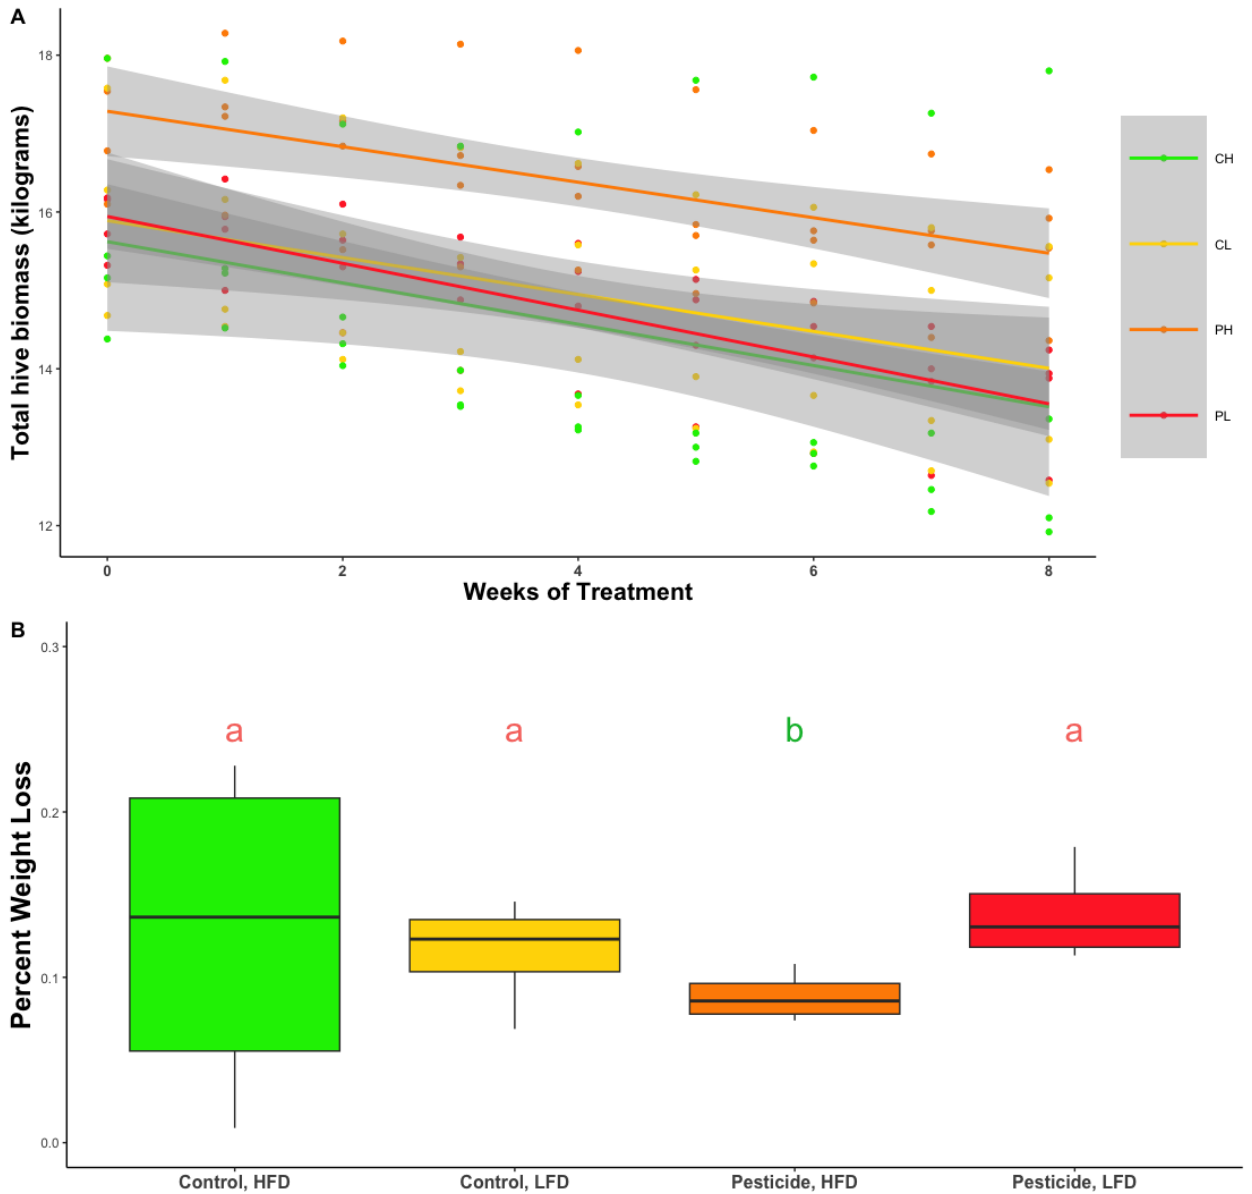 A
Total hive biomass (kilograms)
18
16
14
12
0 2 4 6 8
Weeks of Treatment
CH
CL
PH
PL
B
Percent Weight Loss
0.3
0.2
0.1
0.0
a a b a
Control, HFD Control, LFD Pesticide, HFD Pesticide, LFD